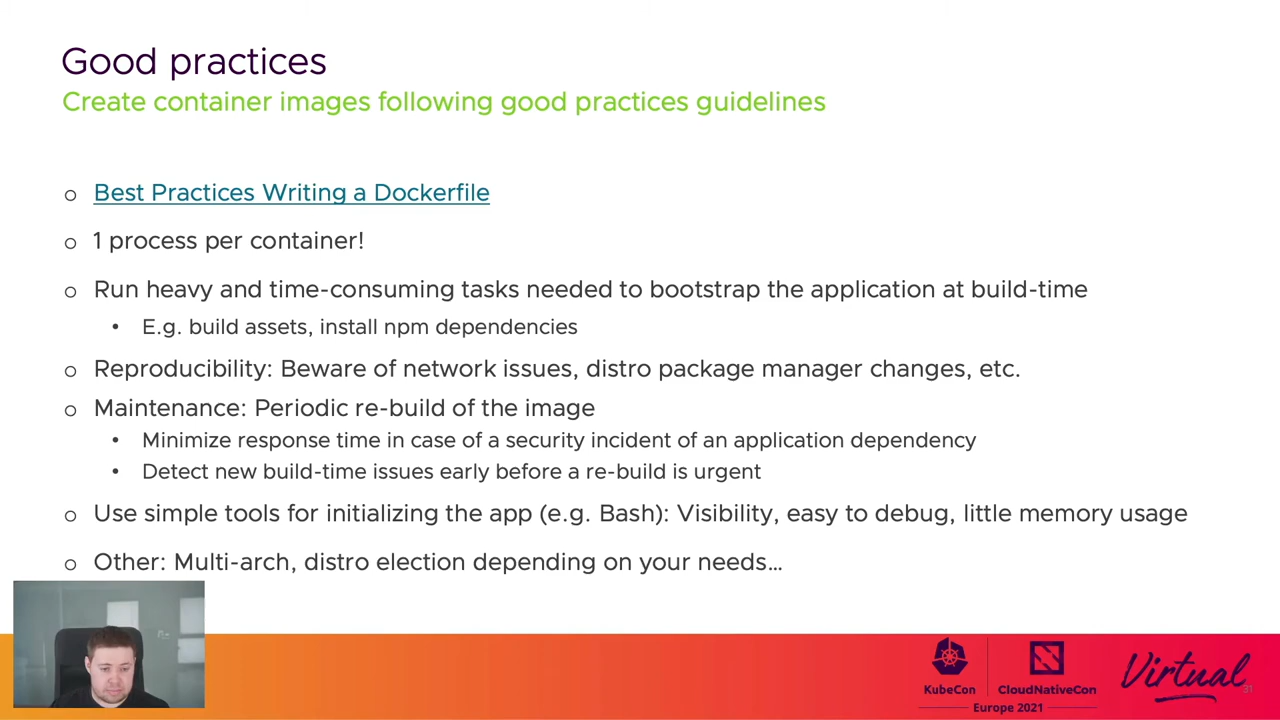 Good practices
Create container images following good practices guidelines
Best Practices Writing a Dockerfile
1 process per container!
Run heavy and time-consuming tasks needed to bootstrap the application at build-time
E.g. build assets, install npm dependencies
Reproducibility: Beware of network issues, distro package manager changes, etc.
Maintenance: Periodic re-build of the image
Minimize response time in case of a security incident of an application dependency
Detect new build-time issues early before a re-build is urgent
Use simple tools for initializing the app (e.g. Bash): Visibility, easy to debug, little memory usage
Other: Multi-arch, distro election depending on your needs…
KubeCon
CloudNativeCon
Europe 2021
Virtual
31